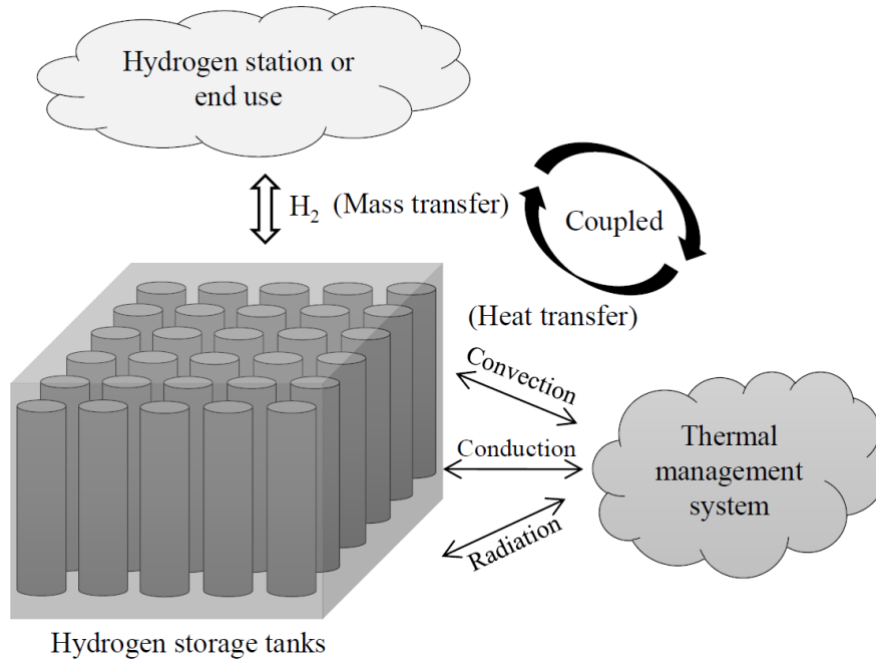 Hydrogen station or
end use
H₂ (Mass transfer)
Coupled
(Heat transfer)
Convection
Conduction
Radiation
Thermal
management
system
Hydrogen storage tanks